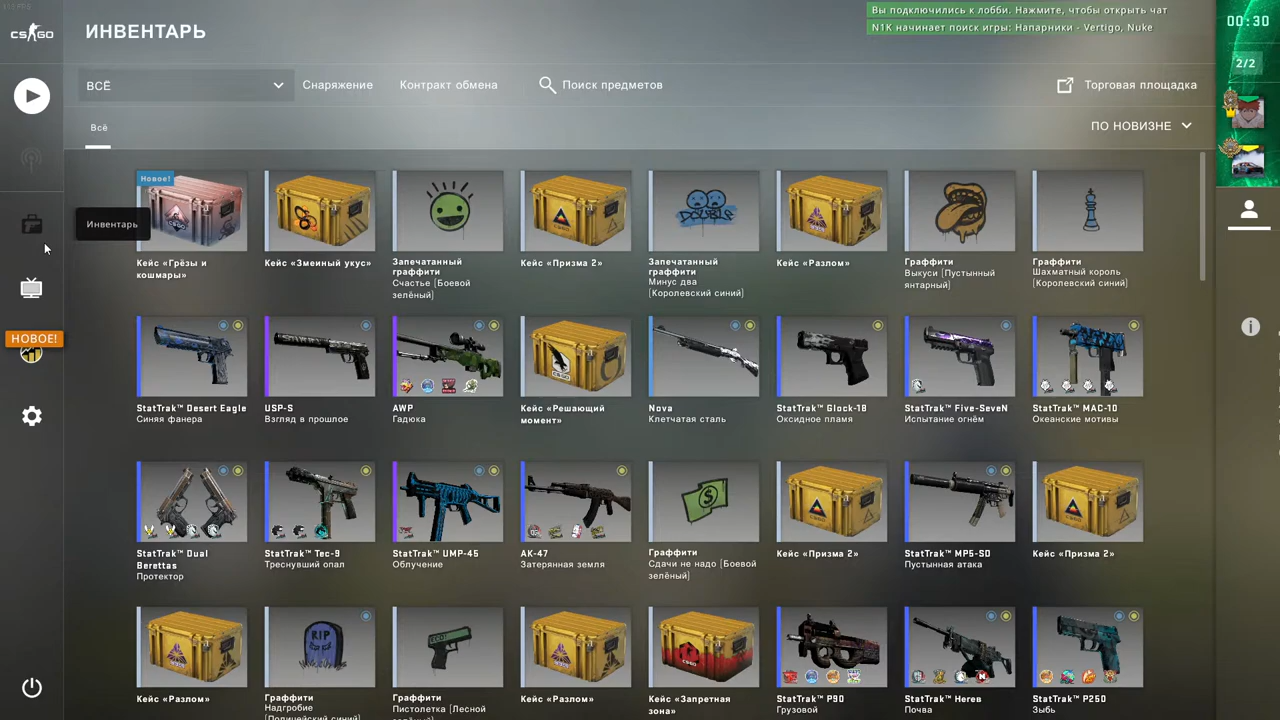 CS:GO
ИНВЕНТАРЬ
Вы подключились к лобби. Нажмите, чтобы открыть чат
N1K начинает поиск игры: Напарники - Vertigo, Nuke
00:30
2/2
ВСЁ
Снаряжение
Контракт обмена
Поиск предметов
Торговая площадка
Всё
ПО НОВИЗНЕ
Инвентарь
НОВОЕ!
Новое!
Кейс «Грёзы и
кошмары»
Кейс «Змеиный укус»
Запечатанный
граффити
Счастье [Боевой
зелёный]
Кейс «Призма 2»
Запечатанный
граффити
Минус два
[Королевский синий]
Кейс «Разлом»
Граффити
Выкуси [Пустынный
янтарный]
Граффити
Шахматный король
[Королевский синий]
StatTrak™ Desert Eagle
Синяя фанера
USP-S
Взгляд в прошлое
AWP
Гадюка
Кейс «Решающий
момент»
Nova
Клетчатая сталь
StatTrak™ Glock-18
Оксидное пламя
StatTrak™ Five-SeveN
Испытание огнём
StatTrak™ MAC-10
Океанские мотивы
StatTrak™ Dual
Berettas
Протектор
StatTrak™ Tec-9
Треснувший опал
StatTrak™ UMP-45
Облучение
AK-47
Затерянная земля
Граффити
Сдачи не надо [Боевой
зелёный]
Кейс «Призма 2»
StatTrak™ MP5-SD
Пустынная атака
Кейс «Призма 2»
Кейс «Разлом»
Граффити
Надгробие
[Полицейский синий]
Граффити
Пистолетка [Лесной
зелёный]
Кейс «Разлом»
Кейс «Запретная
зона»
StatTrak™ P90
Грузовой
StatTrak™ Негев
Почва
StatTrak™ P250
Зыбь